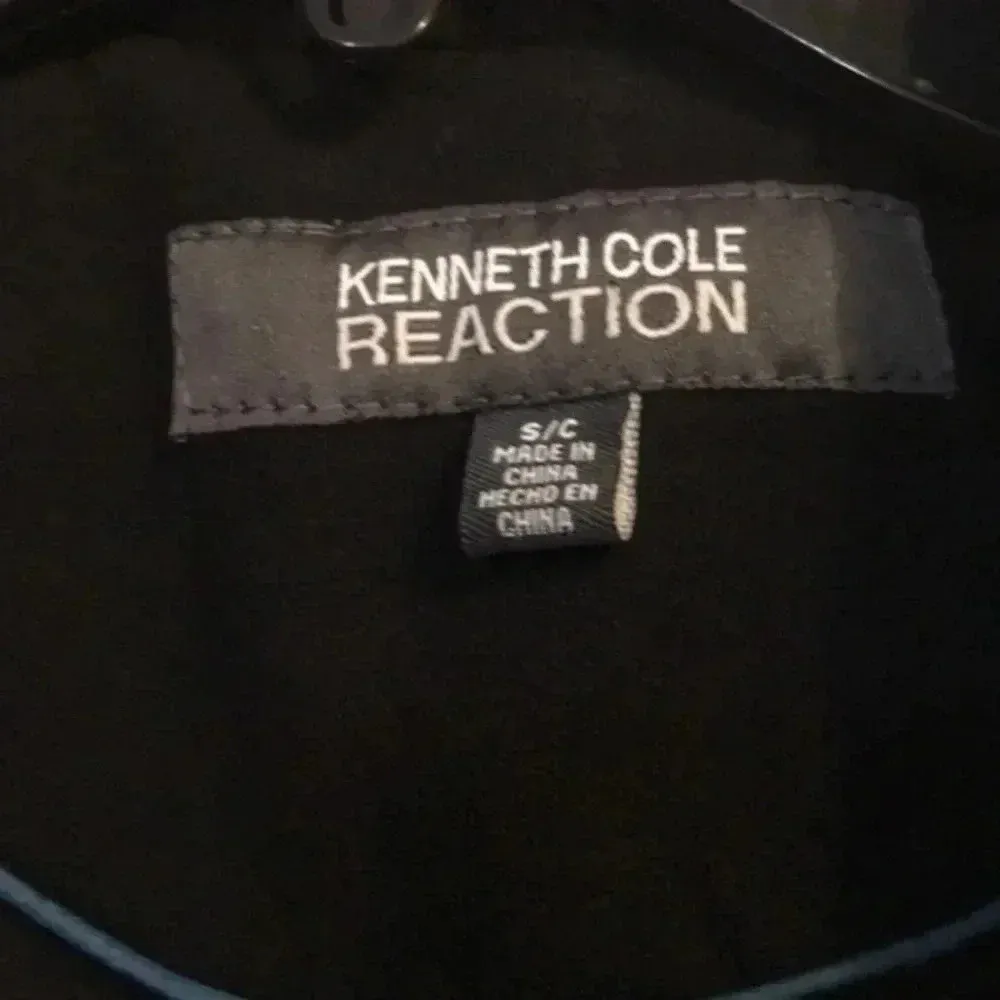 KENNETH COLE
REACTION
S/C
MADE IN
CHINA
HECHO EN
CHINA